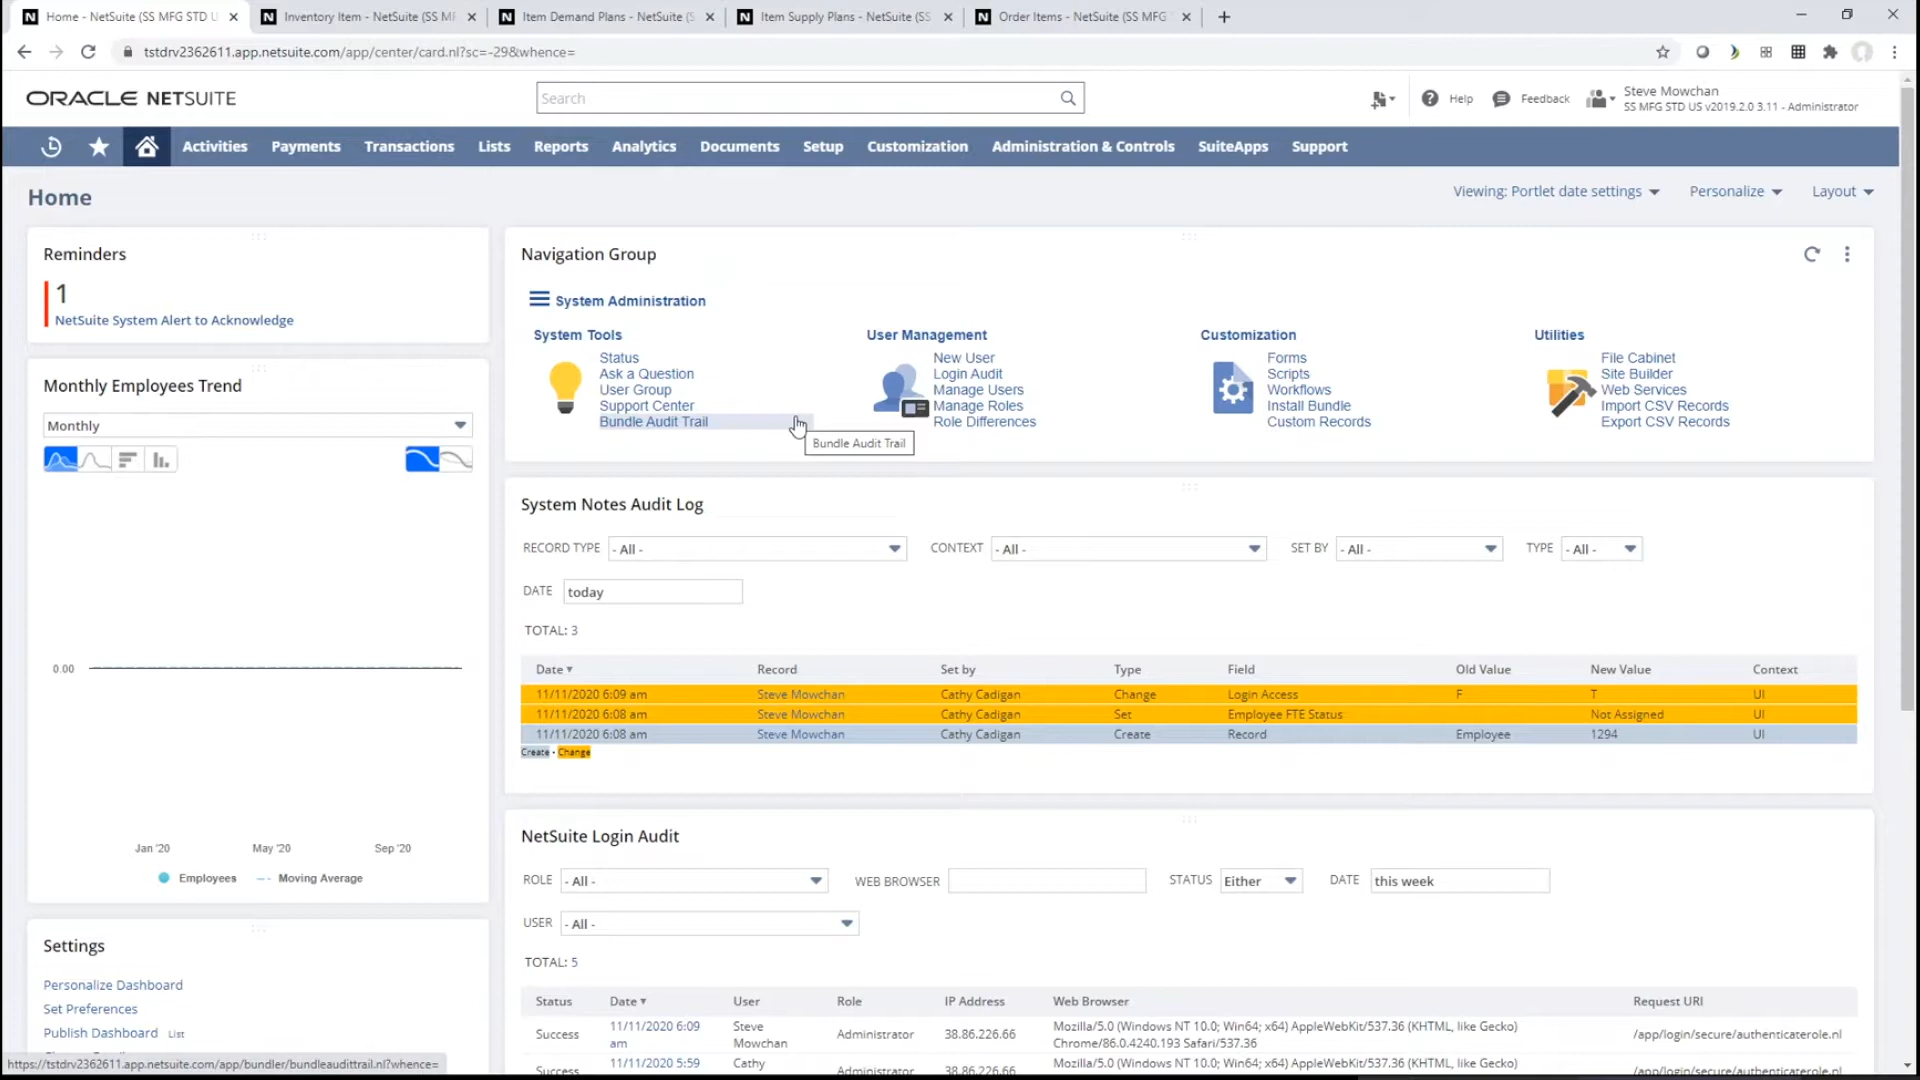 Home - NetSuite (SS MFG STD U
Inventory Item - NetSuite (SS MF
Item Demand Plans - NetSuite (S
Item Supply Plans - NetSuite (SS
Order Items - NetSuite (SS MFG
tstdrv2362611.app.netsuite.com/app/center/card.nl?sc=-29&whence=
ORACLE NETSUITE
Search
Help
Feedback
Steve Mowchan
SS MFG STD US v2019.2.0 3.11 - Administrator
Activities Payments Transactions Lists Reports Analytics Documents Setup Customization Administration & Controls SuiteApps Support
Home
Viewing: Portlet date settings
Personalize
Layout
Reminders
1
NetSuite System Alert to Acknowledge
Monthly Employees Trend
Monthly
0.00
Jan '20 May '20 Sep '20
Employees Moving Average
Settings
Personalize Dashboard
Set Preferences
Publish Dashboard List
Navigation Group
System Administration
System Tools
Status
Ask a Question
User Group
Support Center
Bundle Audit Trail
Bundle Audit Trail
User Management
New User
Login Audit
Manage Users
Manage Roles
Role Differences
Customization
Forms
Scripts
Workflows
Install Bundle
Custom Records
Utilities
File Cabinet
Site Builder
Web Services
Import CSV Records
Export CSV Records
System Notes Audit Log
RECORD TYPE - All - CONTEXT - All - SET BY - All - TYPE - All -
DATE today
TOTAL: 3
Date Record Set by Type Field Old Value New Value Context
11/11/2020 6:09 am Steve Mowchan Cathy Cadigan Change Login Access F T UI
11/11/2020 6:08 am Steve Mowchan Cathy Cadigan Set Employee FTE Status Not Assigned UI
11/11/2020 6:08 am Steve Mowchan Cathy Cadigan Create Record Employee 1294 UI
Create - Change
NetSuite Login Audit
ROLE - All - WEB BROWSER STATUS Either DATE this week
USER - All -
TOTAL: 5
Status Date User Role IP Address Web Browser Request URI
Success 11/11/2020 6:09 am Steve Mowchan Administrator 38.86.226.66 Mozilla/5.0 (Windows NT 10.0; Win64; x64) AppleWebKit/537.36 (KHTML, like Gecko) Chrome/86.0.4240.193 Safari/537.36 /app/login/secure/authenticaterole.nl
Success 11/11/2020 5:59 Cathy Administrator 38.86.226.66 Mozilla/5.0 (Windows NT 10.0; Win64; x64) AppleWebKit/537.36 (KHTML, like Gecko) /app/login/secure/authenticaterole.nl
https://tstdrv2362611.app.netsuite.com/app/bundler/bundleaudittrail.nl?whence=